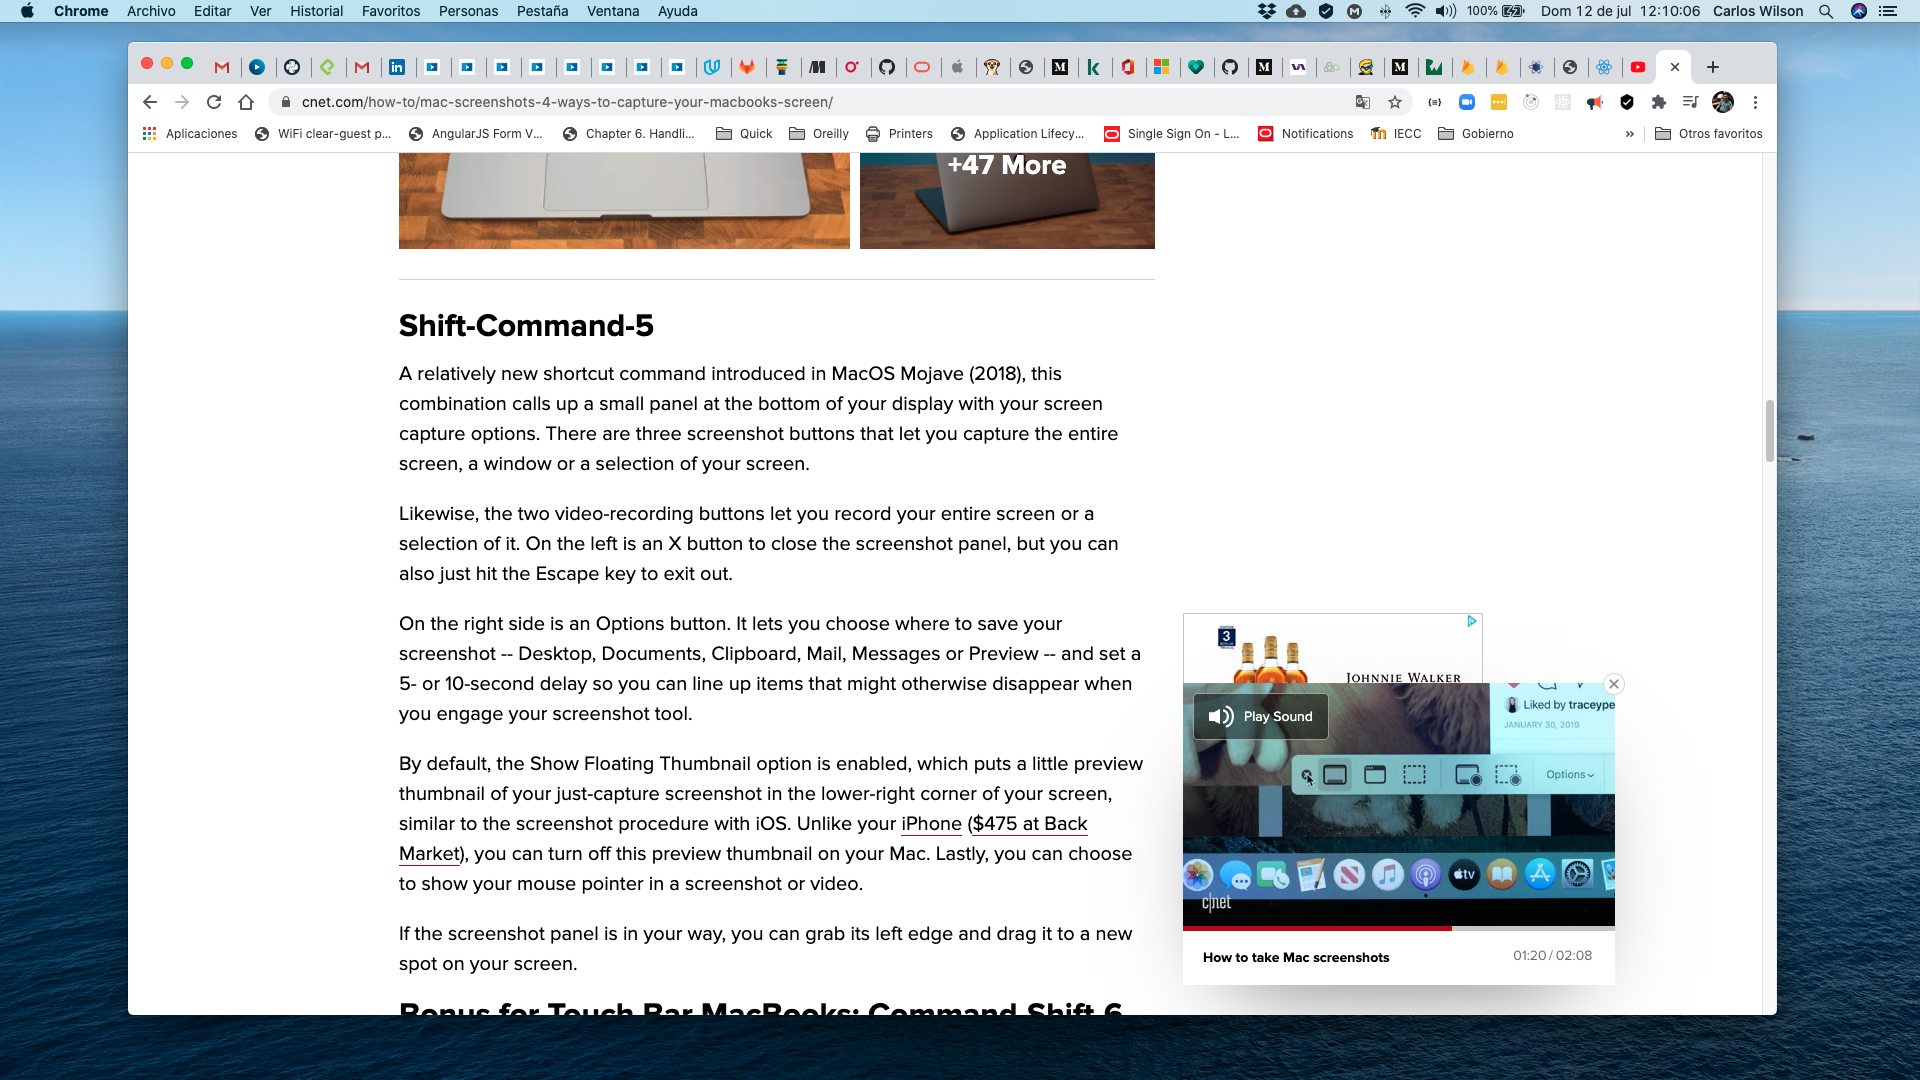 Chrome Archivo Editar Ver Historial Favoritos Personas Pestaña Ventana Ayuda 100% Dom 12 de jul 12:10:06 Carlos Wilson
cnet.com/how-to/mac-screenshots-4-ways-to-capture-your-macbooks-screen/
Aplicaciones WiFi clear-guest p... AngularJS Form V... Chapter 6. Handli... Quick Oreilly Printers Application Lifecy... Single Sign On - L... Notifications IECC Gobierno » Otros favoritos
+47 More
Shift-Command-5
A relatively new shortcut command introduced in MacOS Mojave (2018), this
combination calls up a small panel at the bottom of your display with your screen
capture options. There are three screenshot buttons that let you capture the entire
screen, a window or a selection of your screen.
Likewise, the two video-recording buttons let you record your entire screen or a
selection of it. On the left is an X button to close the screenshot panel, but you can
also just hit the Escape key to exit out.
On the right side is an Options button. It lets you choose where to save your
screenshot -- Desktop, Documents, Clipboard, Mail, Messages or Preview -- and set a
5- or 10-second delay so you can line up items that might otherwise disappear when
you engage your screenshot tool.
By default, the Show Floating Thumbnail option is enabled, which puts a little preview
thumbnail of your just-capture screenshot in the lower-right corner of your screen,
similar to the screenshot procedure with iOS. Unlike your iPhone ($475 at Back
Market), you can turn off this preview thumbnail on your Mac. Lastly, you can choose
to show your mouse pointer in a screenshot or video.
If the screenshot panel is in your way, you can grab its left edge and drag it to a new
spot on your screen.
Bonus for Touch Bar MacBooks: Command-Shift-6
3
JOHNNIE WALKER
Play Sound
Liked by traceype
JANUARY 30, 2019
Options
tv
c|net
How to take Mac screenshots 01:20 / 02:08